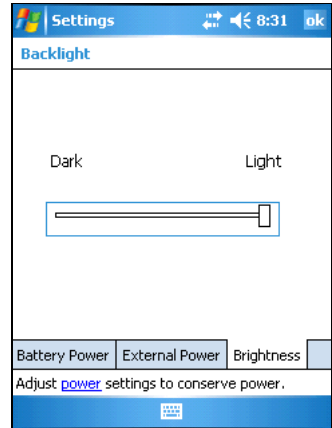 Settings 8:31 ok
Backlight
Dark Light
Battery Power External Power Brightness
Adjust power settings to conserve power.